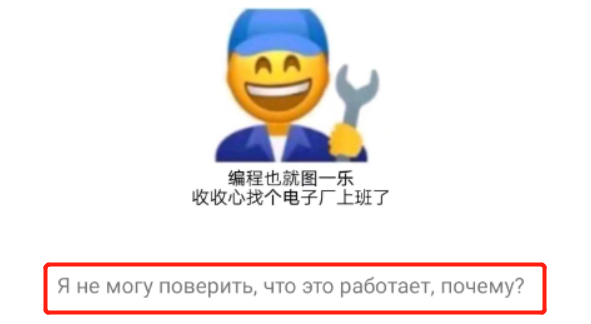 编程也就图一乐
收收心找个电子厂上班了
Я не могу поверить, что это работает, почему?